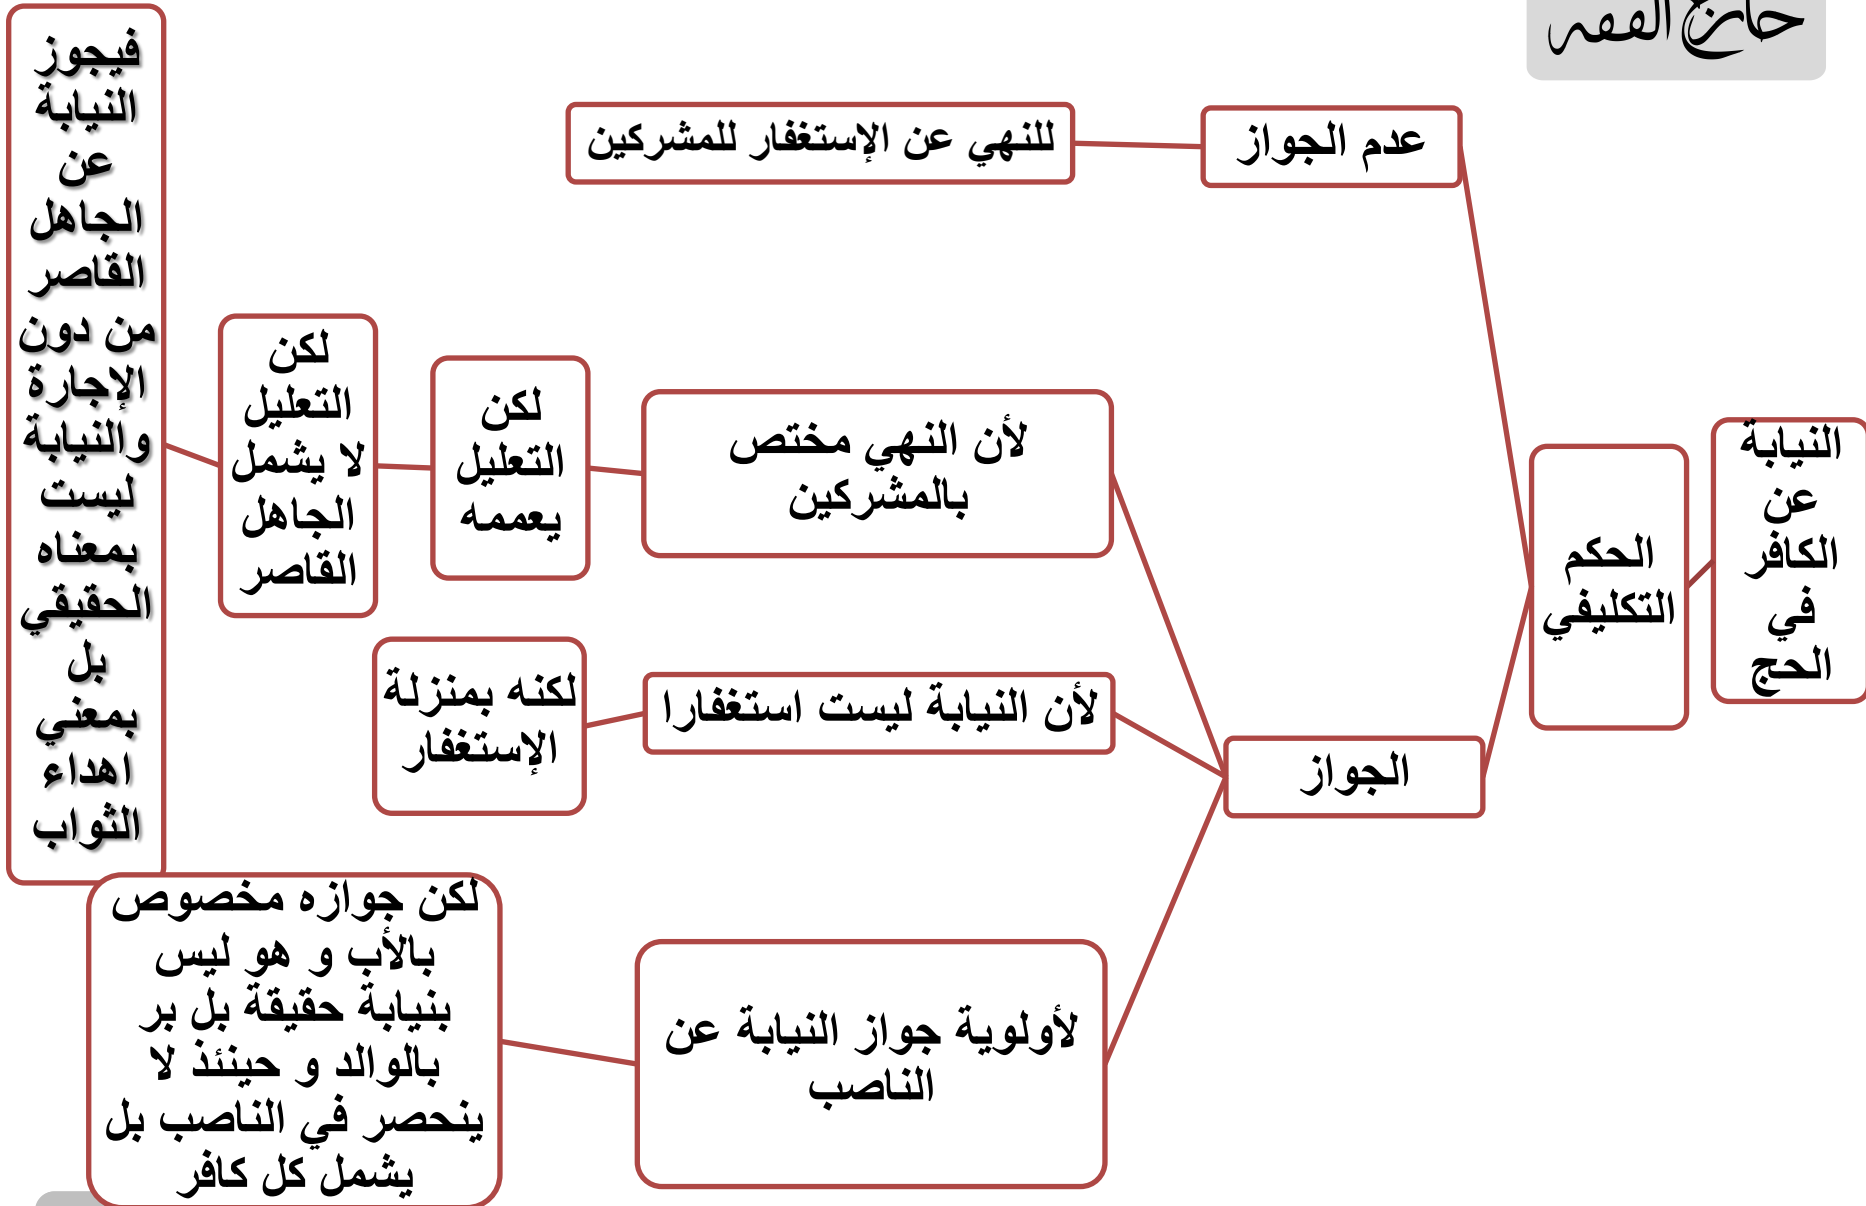 خارج الفقه
النيابة
عن
الكافر
في
الحج
الحكم
التكليفي
عدم الجواز
للنهي عن الإستغفار للمشركين
الجواز
لأن النهي مختص
بالمشركين
لكن
التعليل
يعممه
لكن
التعليل
لا يشمل
الجاهل
القاصر
فيجوز
النيابة
عن
الجاهل
القاصر
من دون
الإجارة
والنيابة
ليست
بمعناه
الحقيقي
بل
بمعني
اهداء
الثواب
لأن النيابة ليست استغفارا
لكنه بمنزلة
الإستغفار
لأولوية جواز النيابة عن
الناصب
لكن جوازه مخصوص
بالأب و هو ليس
بنيابة حقيقة بل بر
بالوالد و حينئذ لا
ينحصر في الناصب بل
يشمل كل كافر